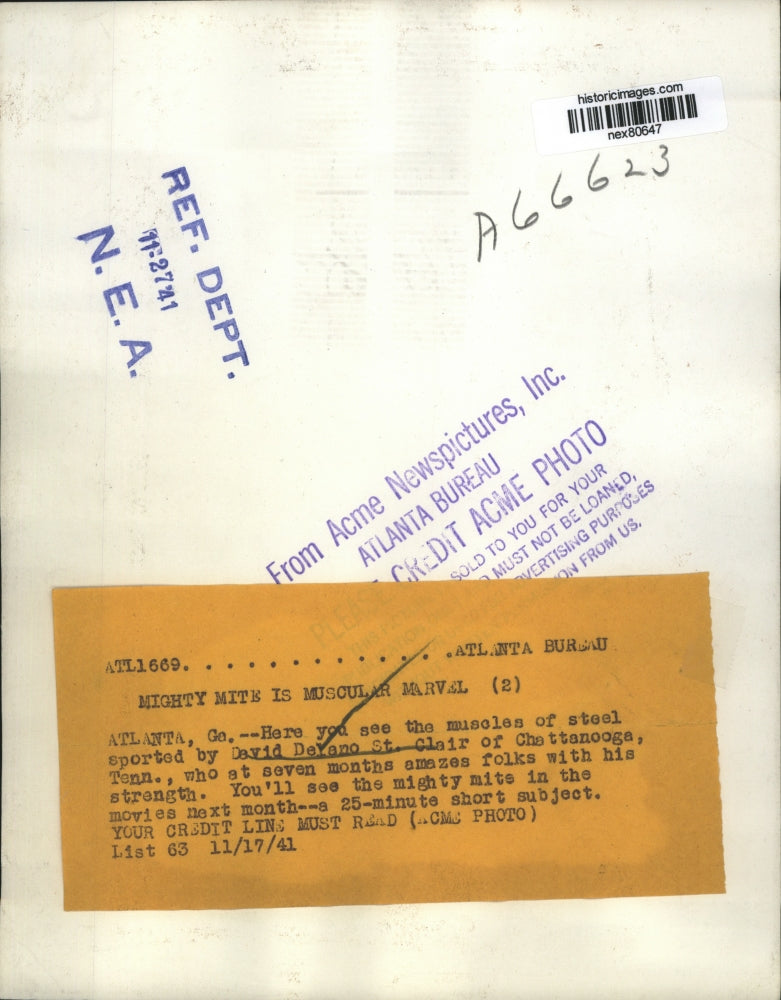 historicimages.com
nex80647
A66623
REF. DEPT.
11-27 41
N. E. A.
From Acme Newspictures, Inc.
ATLANTA BUREAU
CREDIT ACME PHOTO
SOLD TO YOU FOR YOUR
MUST NOT BE LOANED,
VERTISING PURPOSES
ON FROM US.
ATL1669. . . . . . . . . . . . . .ATLANTA BUREAU
MIGHTY MITE IS MUSCULAR MARVEL (2)
ATLANTA, Ga.--Here you see the muscles of steel
sported by David Delano St. Clair of Chattanooga,
Tenn., who at seven months amazes folks with his
strength. You'll see the mighty mite in the
movies next month--a 25-minute short subject.
YOUR CREDIT LINE MUST READ (ACME PHOTO)
List 63 11/17/41